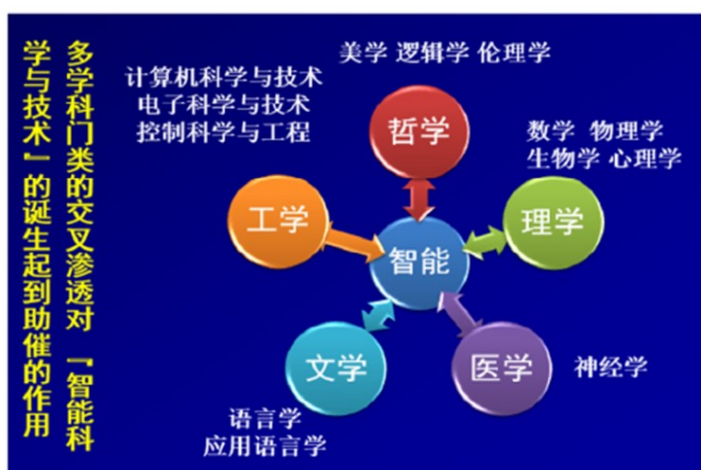 多学科门类的交叉渗透对 『智能科
学与技术』的诞生起到助催的作用
美学 逻辑学 伦理学
哲学
计算机科学与技术
电子科学与技术
控制科学与工程
工学
数学 物理学
生物学 心理学
理学
智能
文学
语言学
应用语言学
医学
神经学